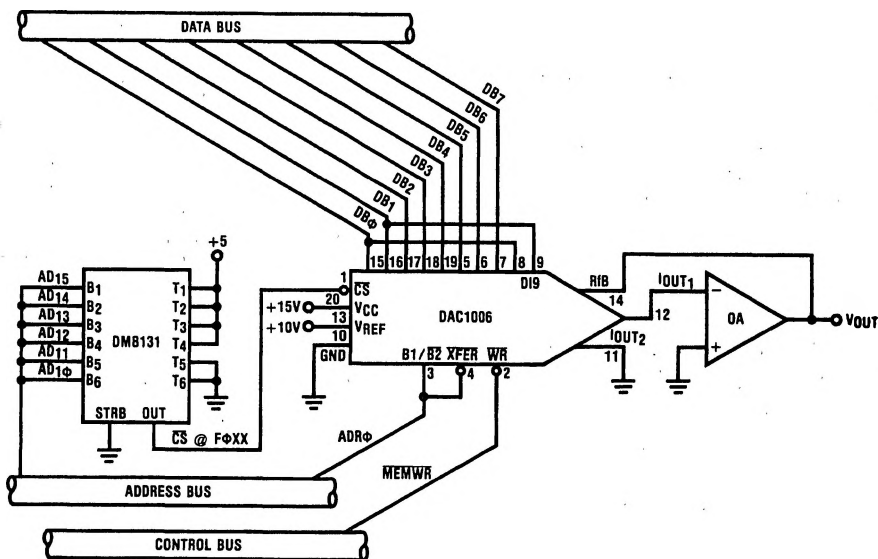 DATA BUS
DB7
DB6
DB5
DB4
DB3
DB2
DB1
DBΦ
15 16 17 18 19 5 6 7 8 9
DI9
+5
AD15 B1 T1
AD14 B2 T2
AD13 B3 T3
AD12 B4 T4
AD11 B5 T5
AD1Φ B6 T6
DM8131
STRB OUT
CS @ FΦXX
1 CS
+15V 20 VCC
+10V 13 VREF
10 GND
DAC1006
RfB 14
IOUT1 12
IOUT2 11
B1/B2 XFER WR
3 4 2
− OA +
VOUT
ADRΦ
MEMWR
ADDRESS BUS
CONTROL BUS